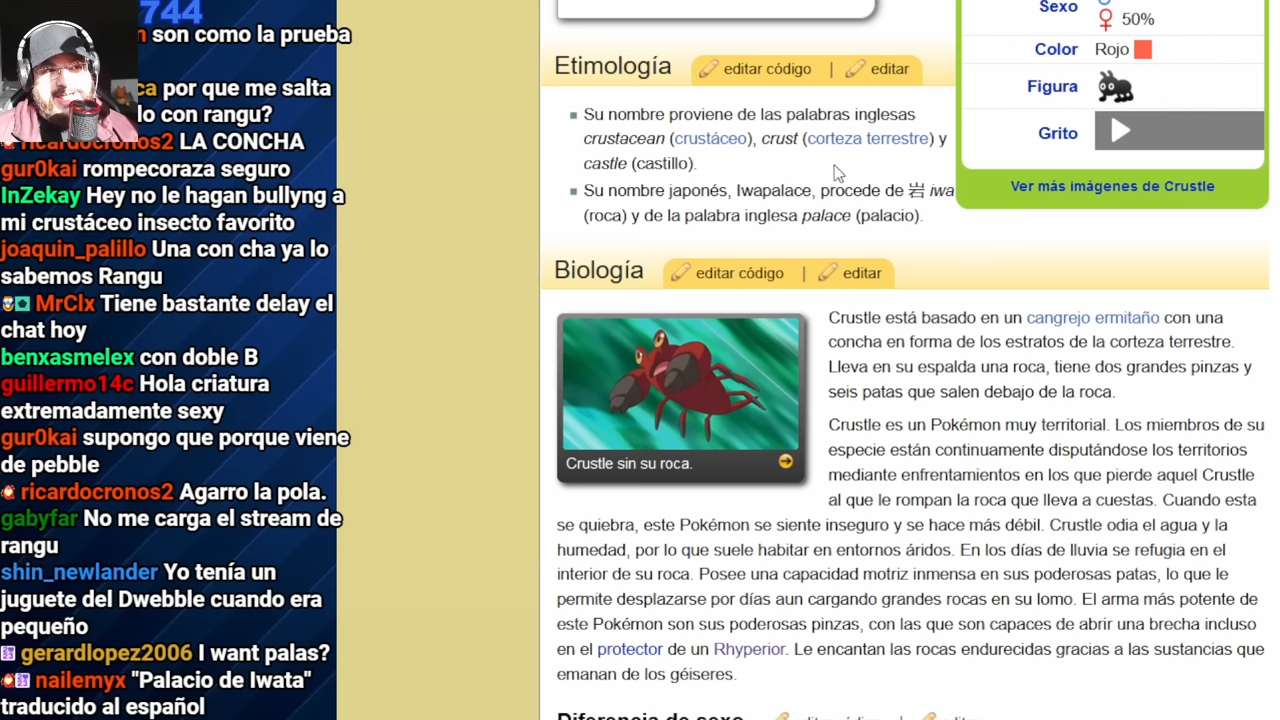 744
son como la prueba
ca por que me salta
lo con rangu?
ricardocronos2 LA CONCHA
gur0kai rompecoraza seguro
InZekay Hey no le hagan bullyng a
mi crustáceo insecto favorito
joaquin_palillo Una con cha ya lo
sabemos Rangu
MrClx Tiene bastante delay el
chat hoy
benxasmelex con doble B
guillermo14c Hola criatura
extremadamente sexy
gur0kai supongo que porque viene
de pebble
ricardocronos2 Agarro la pola.
gabyfar No me carga el stream de
rangu
shin_newlander Yo tenía un
juguete del Dwebble cuando era
pequeño
gerardlopez2006 I want palas?
nailemyx "Palacio de Iwata"
traducido al español
Etimología editar código | editar
Su nombre proviene de las palabras inglesas
crustacean (crustáceo), crust (corteza terrestre) y
castle (castillo).
Su nombre japonés, Iwapalace, procede de 岩 iwa
(roca) y de la palabra inglesa palace (palacio).
Sexo
♀ 50%
Color Rojo
Figura
Grito
Ver más imágenes de Crustle
Biología editar código | editar
Crustle sin su roca.
Crustle está basado en un cangrejo ermitaño con una
concha en forma de los estratos de la corteza terrestre.
Lleva en su espalda una roca, tiene dos grandes pinzas y
seis patas que salen debajo de la roca.
Crustle es un Pokémon muy territorial. Los miembros de su
especie están continuamente disputándose los territorios
mediante enfrentamientos en los que pierde aquel Crustle
al que le rompan la roca que lleva a cuestas. Cuando esta
se quiebra, este Pokémon se siente inseguro y se hace más débil. Crustle odia el agua y la
humedad, por lo que suele habitar en entornos áridos. En los días de lluvia se refugia en el
interior de su roca. Posee una capacidad motriz inmensa en sus poderosas patas, lo que le
permite desplazarse por días aun cargando grandes rocas en su lomo. El arma más potente de
este Pokémon son sus poderosas pinzas, con las que son capaces de abrir una brecha incluso
en el protector de un Rhyperior. Le encantan las rocas endurecidas gracias a las sustancias que
emanan de los géiseres.
Diferencia de sexo